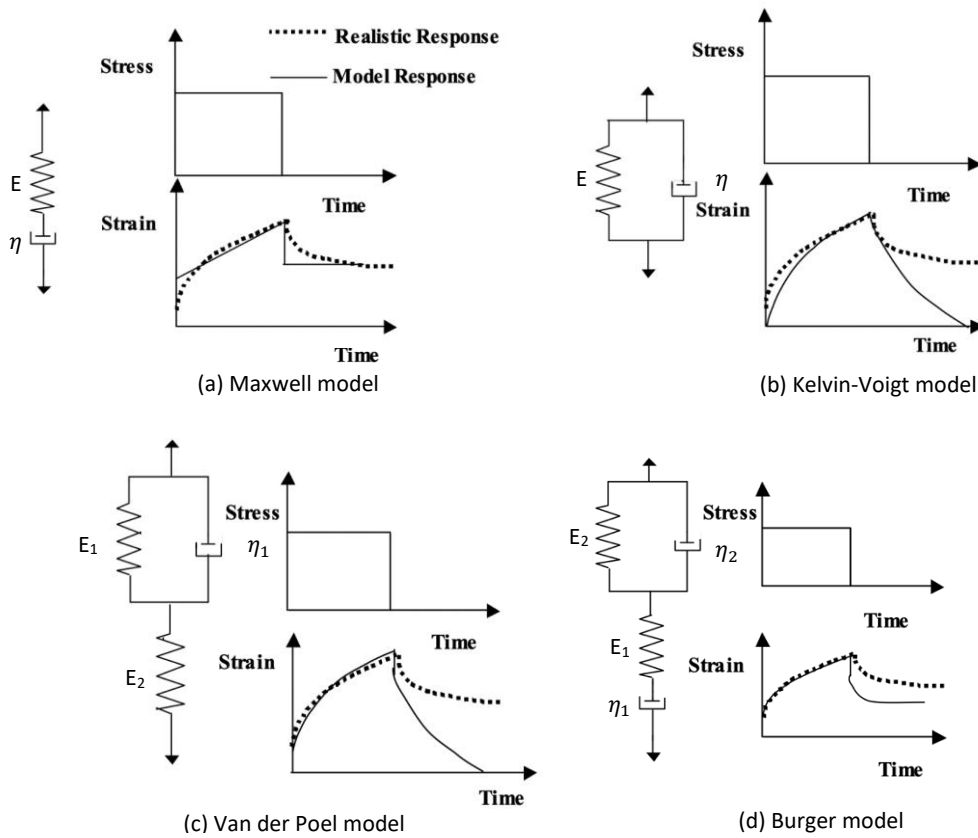 Realistic Response
Model Response
Stress
E
η
Time
Strain
Time
(a) Maxwell model
Stress
Time
E
η
Strain
Time
(b) Kelvin-Voigt model
Stress
E₁
η₁
Time
Strain
E₂
Time
(c) Van der Poel model
Stress
E₂
η₂
Time
E₁
Strain
η₁
Time
(d) Burger model